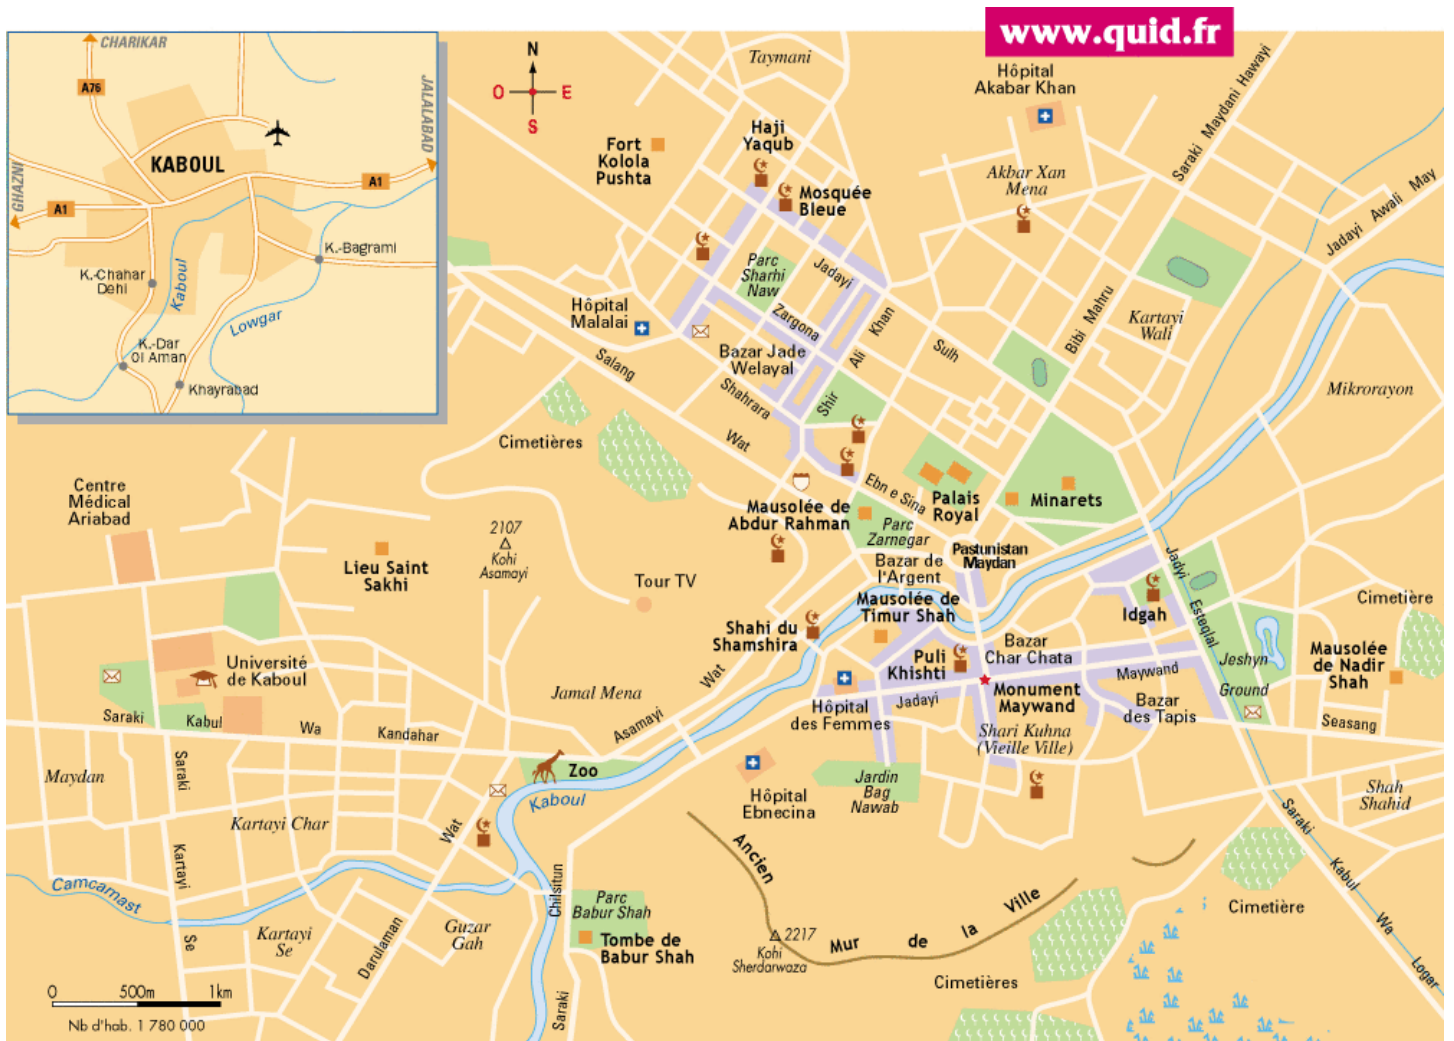 www.quid.fr
CHARIKAR
A76
JALALABAD
KABOUL
GHAZNI
A1
A1
K.-Bagrami
K.-Chahar
Dehi
Kaboul
Lowgar
K.-Dar
Ol Aman
Khayrabad
N
O
E
S
Taymani
Hôpital
Akabar Khan
Saraki Maydani Hawayi
Fort
Kolola
Pushta
Haji
Yaqub
Mosquée
Bleue
Akbar Xan
Mena
Jadayi Awali May
Parc
Sharhi
Naw
Jadayi
Hôpital
Malalai
Zargona
Ali Khan
Bibi Mahru
Kartayi
Wali
Salang
Bazar Jade
Welayal
Sulh
Mikrorayon
Shahrara
Shir
Cimetières
Wat
Centre
Médical
Ariabad
Ebn e Sina
Palais
Royal
Minarets
Mausolée de
Abdur Rahman
Parc
Zarnegar
2107
Kohi
Asamayi
Pastunistan
Maydan
Lieu Saint
Sakhi
Bazar de
l'Argent
Jadyi Esteqlal
Tour TV
Mausolée de
Timur Shah
Idgah
Cimetière
Shahi du
Shamshira
Bazar
Char Chata
Puli
Khishti
Université
de Kaboul
Jeshyn
Ground
Mausolée
de Nadir
Shah
Maywand
Wat
Jamal Mena
Jadayi
Monument
Maywand
Bazar
des Tapis
Hôpital
des Femmes
Saraki
Kabul
Wa
Kandahar
Asamayi
Shari Kuhna
(Vieille Ville)
Seasang
Maydan
Saraki
Zoo
Kaboul
Hôpital
Ebnecina
Jardin
Bag
Nawab
Shah
Shahid
Kartayi Char
Wat
Saraki
Kabul
Wa
Logar
Kartayi
Se
Camcarnast
Chilsitun
Ancien
Mur de la Ville
Parc
Babur Shah
Cimetière
Kartayi
Se
Darulaman
Guzar
Gah
Tombe de
Babur Shah
2217
Kohi
Sherdarwaza
Cimetières
Saraki
0 500m 1km
Nb d'hab. 1 780 000